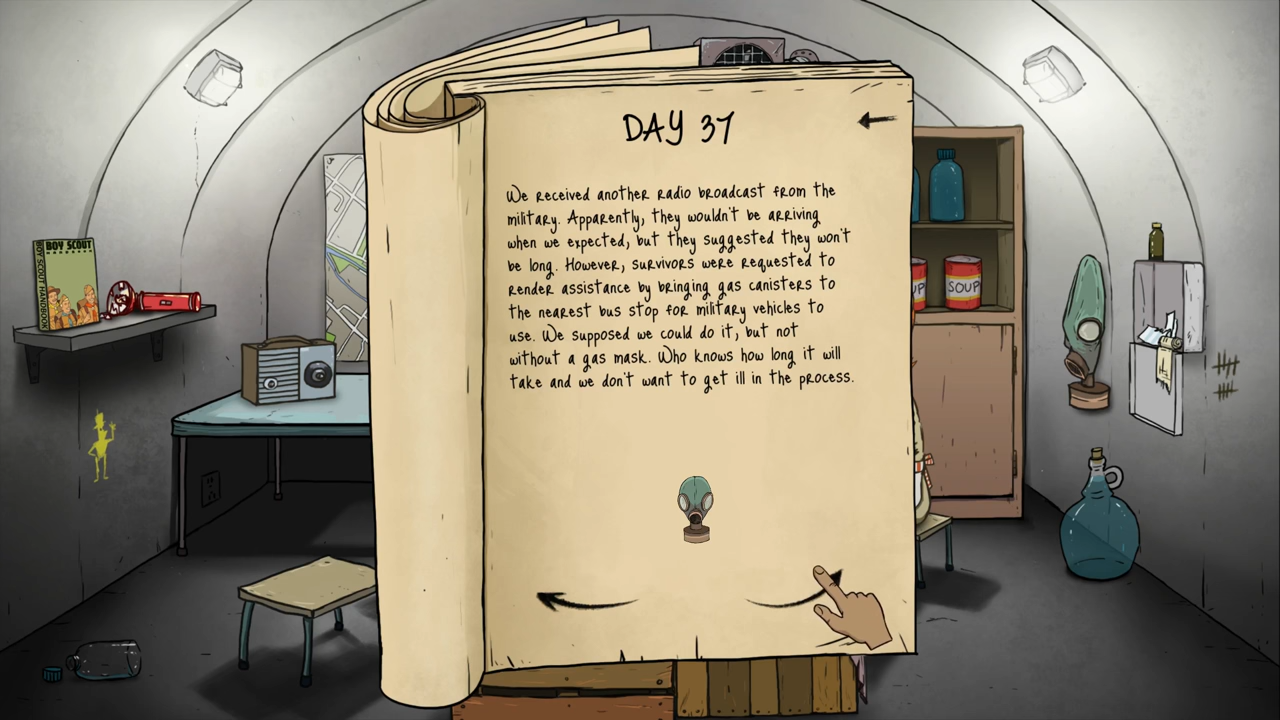 DAY 37
We received another radio broadcast from the
military. Apparently, they wouldn't be arriving
when we expected, but they suggested they won't
be long. However, survivors were requested to
render assistance by bringing gas canisters to
the nearest bus stop for military vehicles to
use. We supposed we could do it, but not
without a gas mask. Who knows how long it will
take and we don't want to get ill in the process.
BOY SCOUT
BOY SCOUT HANDBOOK
UP
SOUP